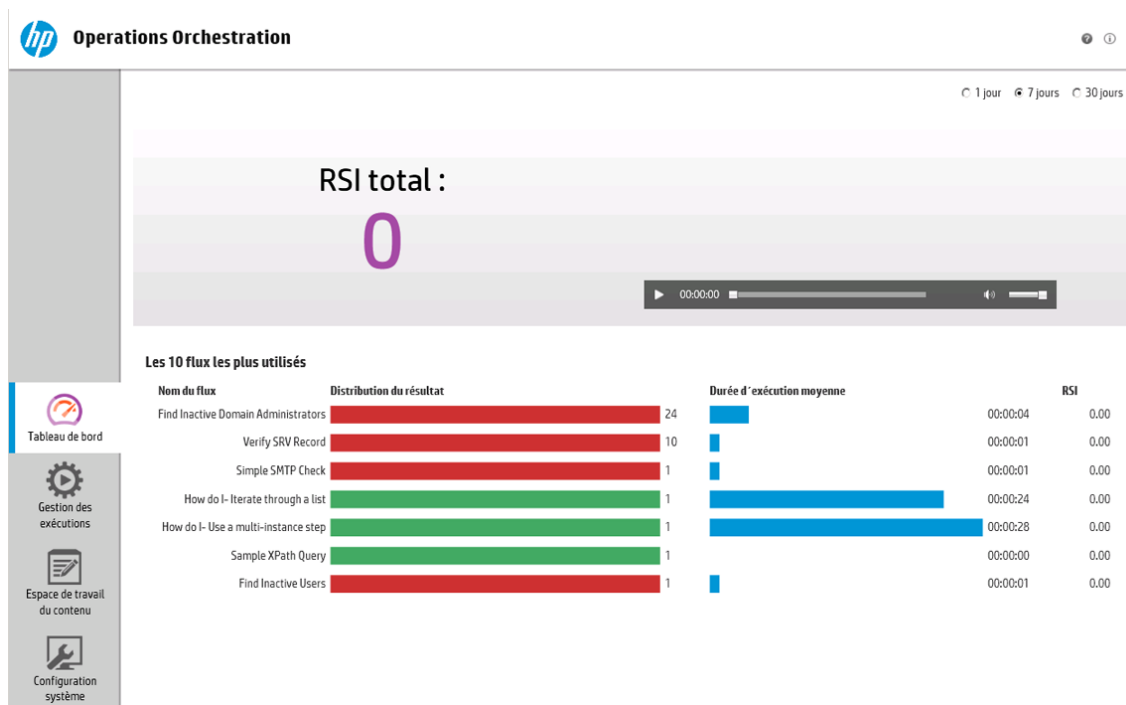 hp Operations Orchestration
1 jour 7 jours 30 jours
RSI total :
0
00:00:00
Les 10 flux les plus utilisés
Nom du flux Distribution du résultat Durée d´exécution moyenne RSI
Find Inactive Domain Administrators 24 00:00:04 0.00
Verify SRV Record 10 00:00:01 0.00
Simple SMTP Check 1 00:00:01 0.00
How do I- Iterate through a list 1 00:00:24 0.00
How do I- Use a multi-instance step 1 00:00:28 0.00
Sample XPath Query 1 00:00:00 0.00
Find Inactive Users 1 00:00:01 0.00
Tableau de bord
Gestion des
exécutions
Espace de travail
du contenu
Configuration
système